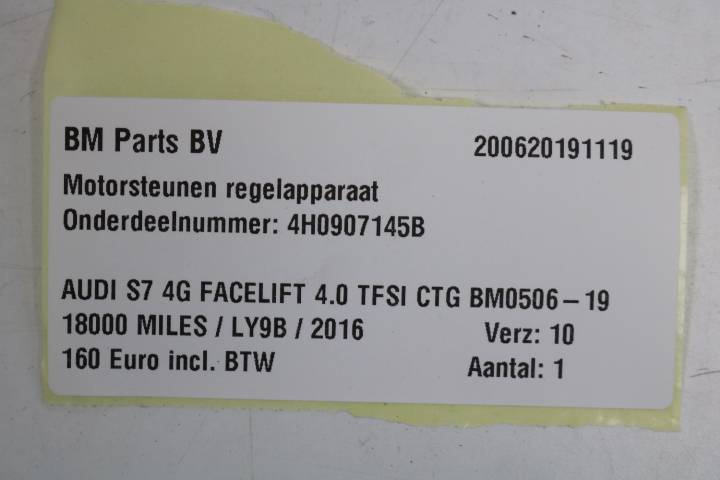 BM Parts BV 200620191119
Motorsteunen regelapparaat
Onderdeelnummer: 4H0907145B
AUDI S7 4G FACELIFT 4.0 TFSI CTG BM0506-19
18000 MILES / LY9B / 2016 Verz: 10
160 Euro incl. BTW Aantal: 1